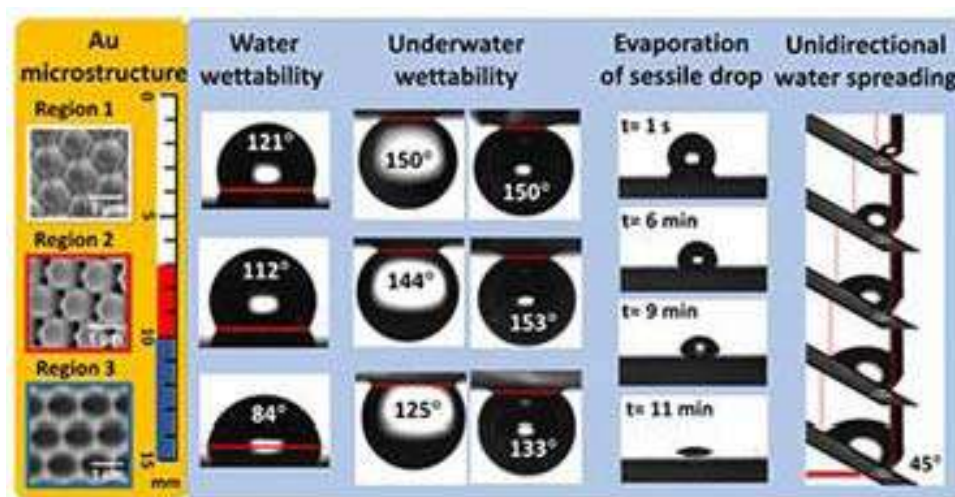 Au
microstructure
Region 1
Region 2
Region 3
0
5
10
15
mm
Water
wettability
121°
112°
84°
Underwater
wettability
150°
150°
144°
153°
125°
133°
Evaporation
of sessile drop
t= 1 s
t= 6 min
t= 9 min
t= 11 min
Unidirectional
water spreading
45°